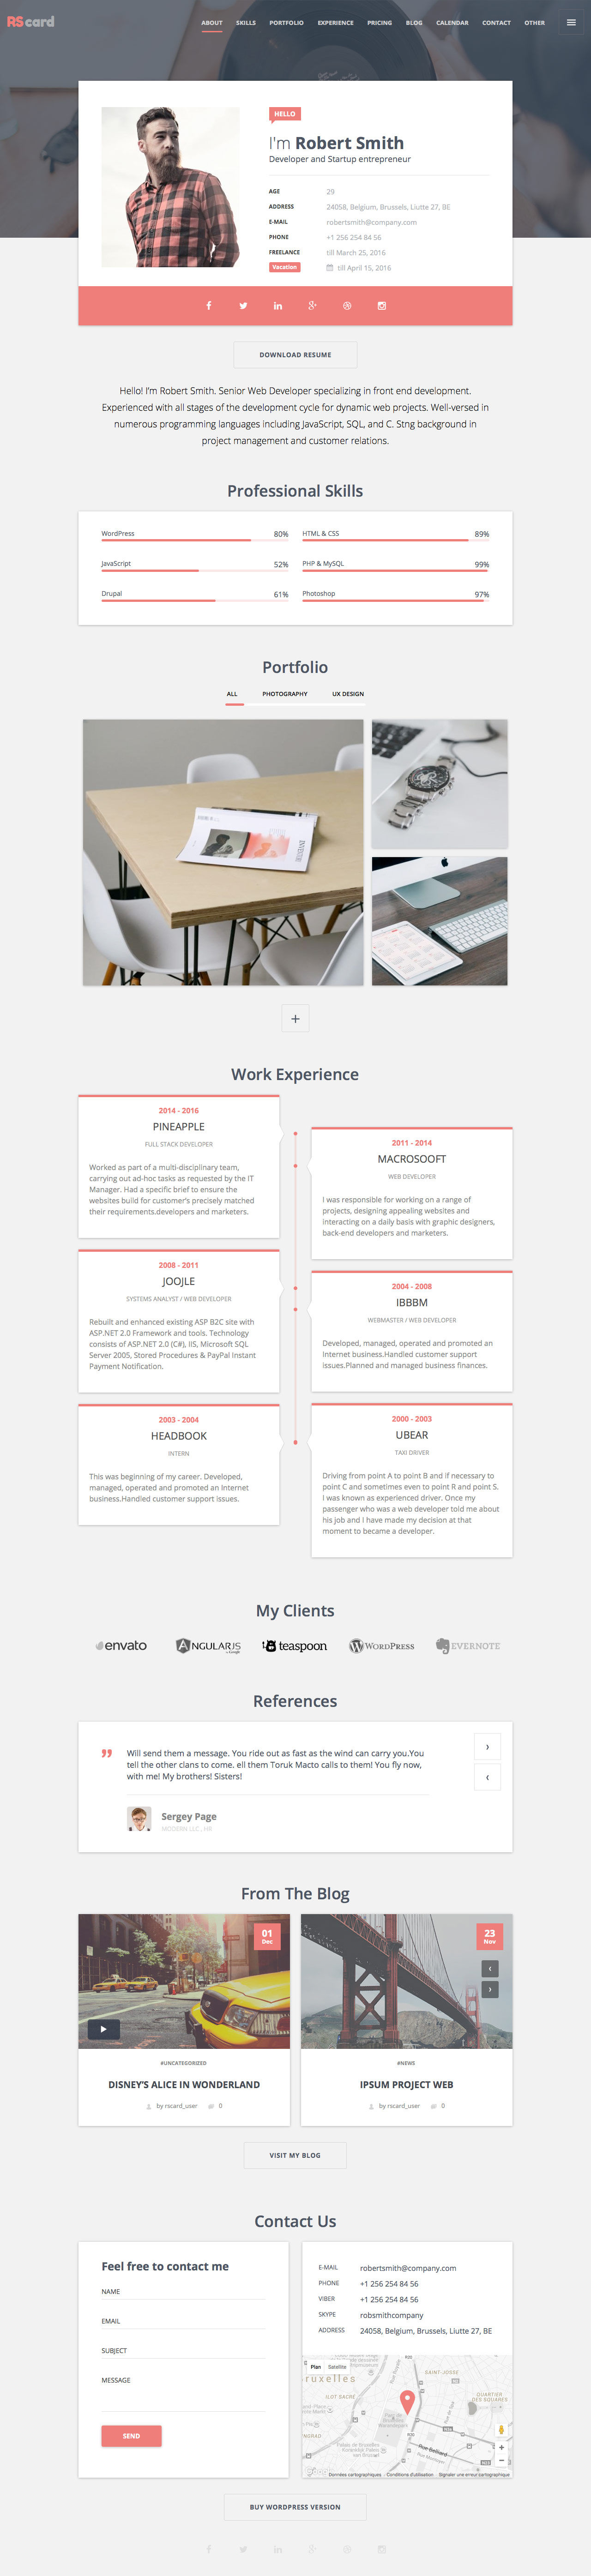 RScard
ABOUT SKILLS PORTFOLIO EXPERIENCE PRICING BLOG CALENDAR CONTACT OTHER
HELLO
I'm Robert Smith
Developer and Startup entrepreneur
AGE 29
ADDRESS 24058, Belgium, Brussels, Liutte 27, BE
E-MAIL robertsmith@company.com
PHONE +1 256 254 84 56
FREELANCE till March 25, 2016
Vacation till April 15, 2016
DOWNLOAD RESUME
Hello! I'm Robert Smith. Senior Web Developer specializing in front end development.
Experienced with all stages of the development cycle for dynamic web projects. Well-versed in
numerous programming languages including JavaScript, SQL, and C. Stng background in
project management and customer relations.
Professional Skills
WordPress 80%
HTML & CSS 89%
JavaScript 52%
PHP & MySQL 99%
Drupal 61%
Photoshop 97%
Portfolio
ALL PHOTOGRAPHY UX DESIGN
+
Work Experience
2014 - 2016
PINEAPPLE
FULL STACK DEVELOPER
Worked as part of a multi-disciplinary team,
carrying out ad-hoc tasks as requested by the IT
Manager. Had a specific brief to ensure the
websites build for customer's precisely matched
their requirements.developers and marketers.
2011 - 2014
MACROSOOFT
WEB DEVELOPER
I was responsible for working on a range of
projects, designing appealing websites and
interacting on a daily basis with graphic designers,
back-end developers and marketers.
2008 - 2011
JOOJLE
SYSTEMS ANALYST / WEB DEVELOPER
Rebuilt and enhanced existing ASP B2C site with
ASP.NET 2.0 Framework and tools. Technology
consists of ASP.NET 2.0 (C#), IIS, Microsoft SQL
Server 2005, Stored Procedures & PayPal Instant
Payment Notification.
2004 - 2008
IBBBM
WEBMASTER / WEB DEVELOPER
Developed, managed, operated and promoted an
Internet business.Handled customer support
issues.Planned and managed business finances.
2003 - 2004
HEADBOOK
INTERN
This was beginning of my career. Developed,
managed, operated and promoted an Internet
business.Handled customer support issues.
2000 - 2003
UBEAR
TAXI DRIVER
Driving from point A to point B and if necessary to
point C and sometimes even to point R and point S.
I was known as experienced driver. Once my
passenger who was a web developer told me about
his job and I have made my decision at that
moment to became a developer.
My Clients
envato ANGULARJS by Google teaspoon WORDPRESS EVERNOTE
References
Will send them a message. You ride out as fast as the wind can carry you.You
tell the other clans to come. ell them Toruk Macto calls to them! You fly now,
with me! My brothers! Sisters!
Sergey Page
MODERN LLC , HR
From The Blog
01
Dec
#UNCATEGORIZED
DISNEY'S ALICE IN WONDERLAND
by rscard_user 0
23
Nov
#NEWS
IPSUM PROJECT WEB
by rscard_user 0
VISIT MY BLOG
Contact Us
Feel free to contact me
NAME
EMAIL
SUBJECT
MESSAGE
SEND
E-MAIL robertsmith@company.com
PHONE +1 256 254 84 56
VIBER +1 256 254 84 56
SKYPE robsmithcompany
ADDRESS 24058, Belgium, Brussels, Liutte 27, BE
Plan Satellite
ruxelles
SAINT-JOSSE
ILOT SACRÉ
QUARTIER
DES SQUARES
Rue Belliard
Données cartographiques Conditions d'utilisation Signaler une erreur cartographique
BUY WORDPRESS VERSION